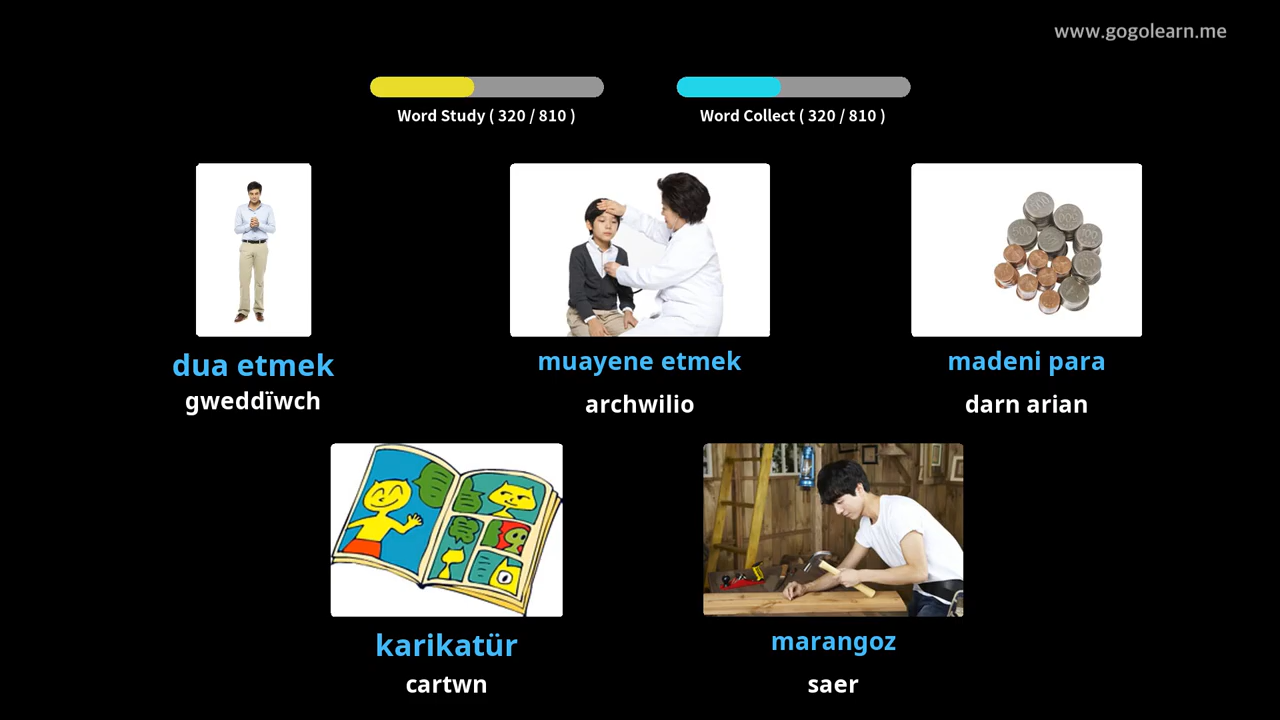 www.gogolearn.me
Word Study ( 320 / 810 )
Word Collect ( 320 / 810 )
dua etmek
gweddïwch
muayene etmek
archwilio
madeni para
darn arian
karikatür
cartwn
marangoz
saer